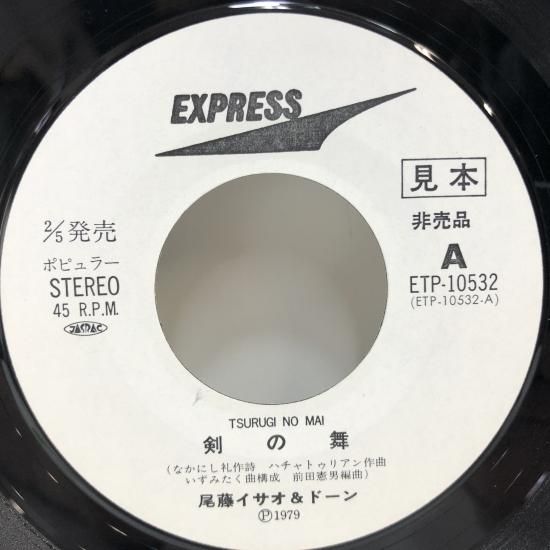 EXPRESS
見本
非売品
A
ETP-10532
(ETP-10532-A)
2/5発売
ポピュラー
STEREO
45 R.P.M.
JASRAC
TSURUGI NO MAI
剣の舞
(なかにし礼作詩 ハチャトゥリアン作曲
いずみたく曲構成 前田憲男編曲)
尾藤イサオ&ドーン
Ⓟ1979